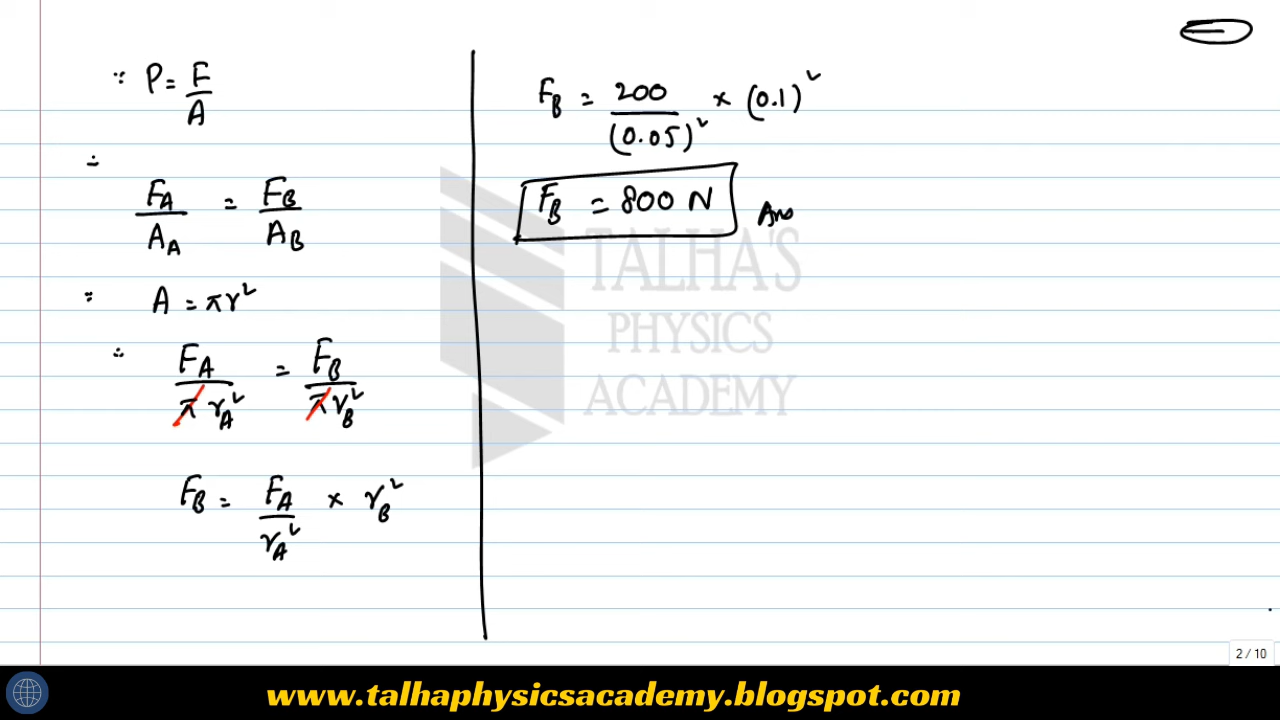 ∵ P = F/A
∴
F_A/A_A = F_B/A_B
∵ A = πr²
∴ F_A/πr_A² = F_B/πr_B²
F_B = F_A/r_A² × r_B²
F_B = 200/(0.05)² × (0.1)²
F_B = 800 N Ans
TALHA'S
PHYSICS
ACADEMY
2 / 10
www.talhaphysicsacademy.blogspot.com